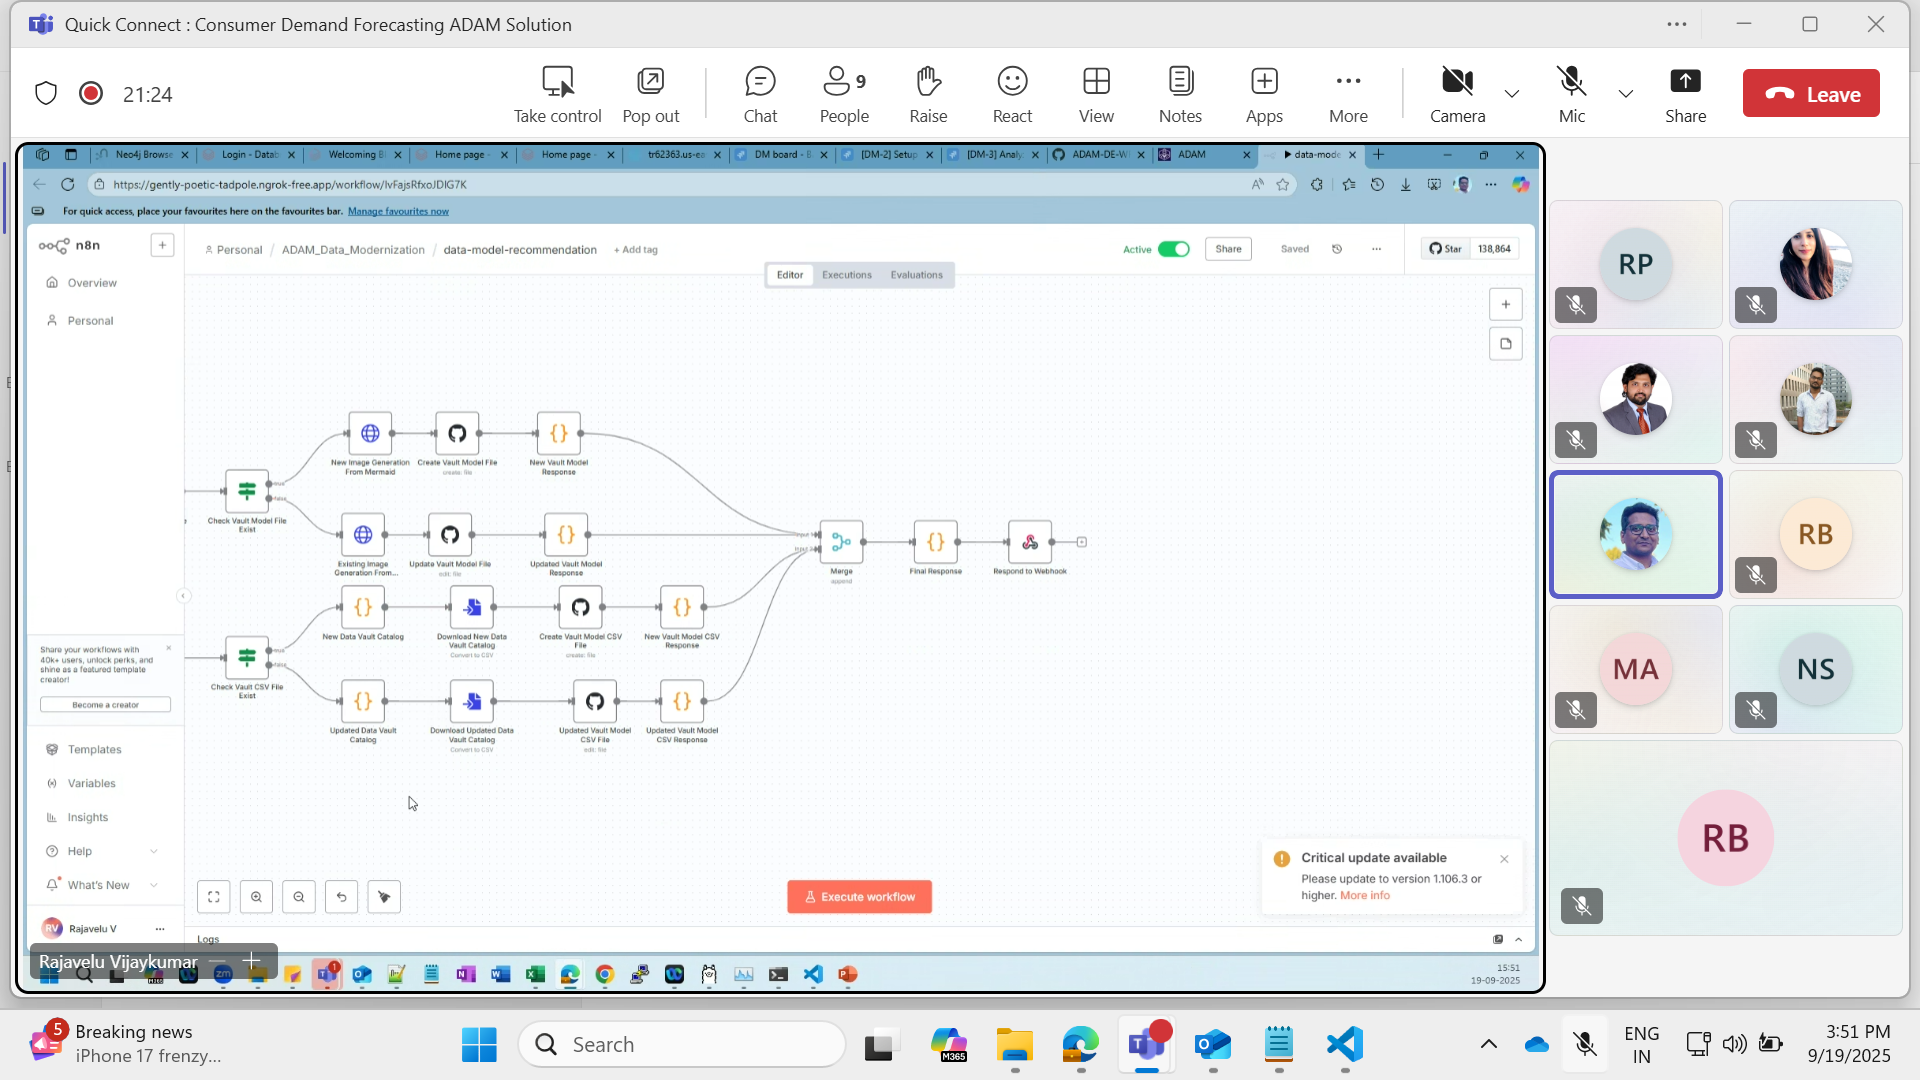 Quick Connect : Consumer Demand Forecasting ADAM Solution
21:24
Take control
Pop out
Chat
9
People
Raise
React
View
Notes
Apps
More
Camera
Mic
Share
Leave
Neo4j Browse
Login - Datab
Welcoming B
Home page -
Home page -
tr62363.us-ea
DM board - B
[DM-2] Setup
[DM-3] Analy
ADAM-DE-W
ADAM
data-mode
https://gently-poetic-tadpole.ngrok-free.app/workflow/IvFajsRfxoJDIG7K
For quick access, place your favourites here on the favourites bar. Manage favourites now
n8n
Personal / ADAM_Data_Modernization / data-model-recommendation + Add tag
Active
Share
Saved
Star 138,864
Editor Executions Evaluations
Overview
Personal
New Image Generation
From Mermaid
Create Vault Model File
create: file
New Vault Model
Response
true
false
Check Vault Model File
Exist
Existing Image
Generation From...
Update Vault Model File
edit: file
Updated Vault Model
Response
Merge
append
Final Response
Respond to Webhook
New Data Vault Catalog
Download New Data
Vault Catalog
Convert to CSV
Create Vault Model CSV
File
create: file
New Vault Model CSV
Response
true
false
Check Vault CSV File
Exist
Updated Data Vault
Catalog
Download Updated Data
Vault Catalog
Convert to CSV
Updated Vault Model
CSV File
edit: file
Updated Vault Model
CSV Response
Share your workflows with
40k+ users, unlock perks, and
shine as a featured template
creator!
Become a creator
Templates
Variables
Insights
Help
What's New
RV Rajavelu V
Execute workflow
Critical update available
Please update to version 1.106.3 or
higher. More info
Logs
Rajavelu Vijaykumar
15:51
19-09-2025
RP
RB
MA
NS
RB
5
Breaking news
iPhone 17 frenzy...
Search
M365
ENG
IN
3:51 PM
9/19/2025